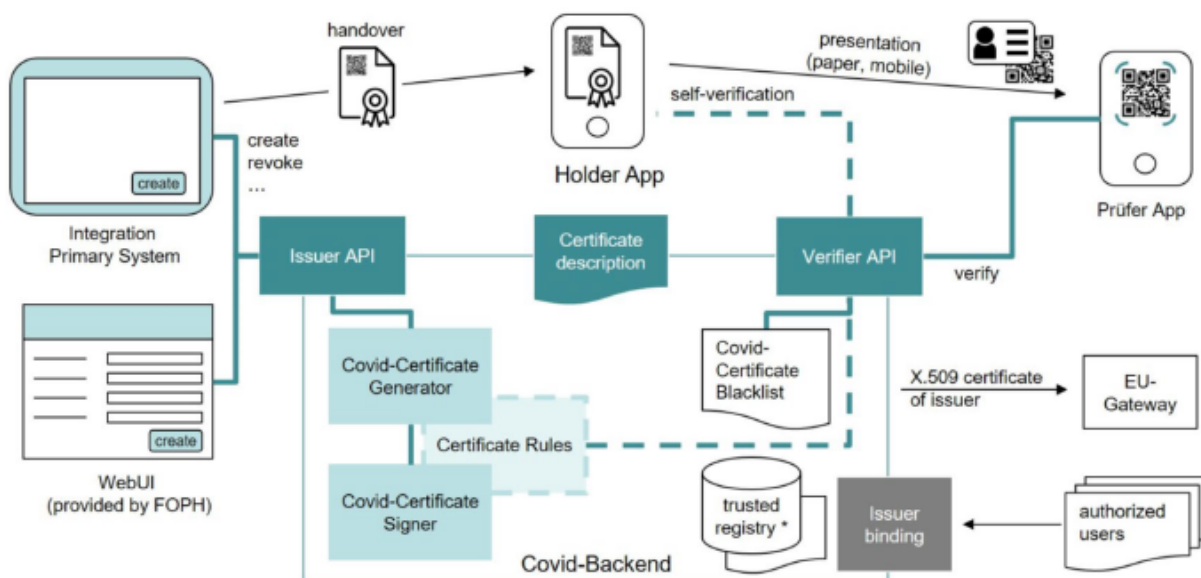 handover
presentation
(paper, mobile)
self-verification
create
revoke
...
create
Holder App
Prüfer App
Integration
Primary System
Issuer API
Certificate
description
Verifier API
verify
Covid-Certificate
Generator
Covid-
Certificate
Blacklist
X.509 certificate
of issuer
EU-
Gateway
Certificate Rules
create
WebUI
(provided by FOPH)
Covid-Certificate
Signer
trusted
registry *
Issuer
binding
authorized
users
Covid-Backend